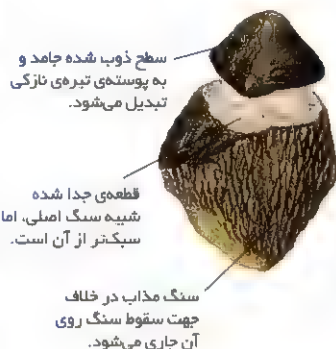 سطح ذوب شده جامد و
به پوسته‌ی تیره‌ی نازکی
تبدیل می‌شود.
قطعه‌ی جدا شده
شبیه سنگ اصلی، اما
سبک‌تر از آن است.
سنگ مذاب در خلاف
جهت سقوط سنگ روی
آن جاری می‌شود.